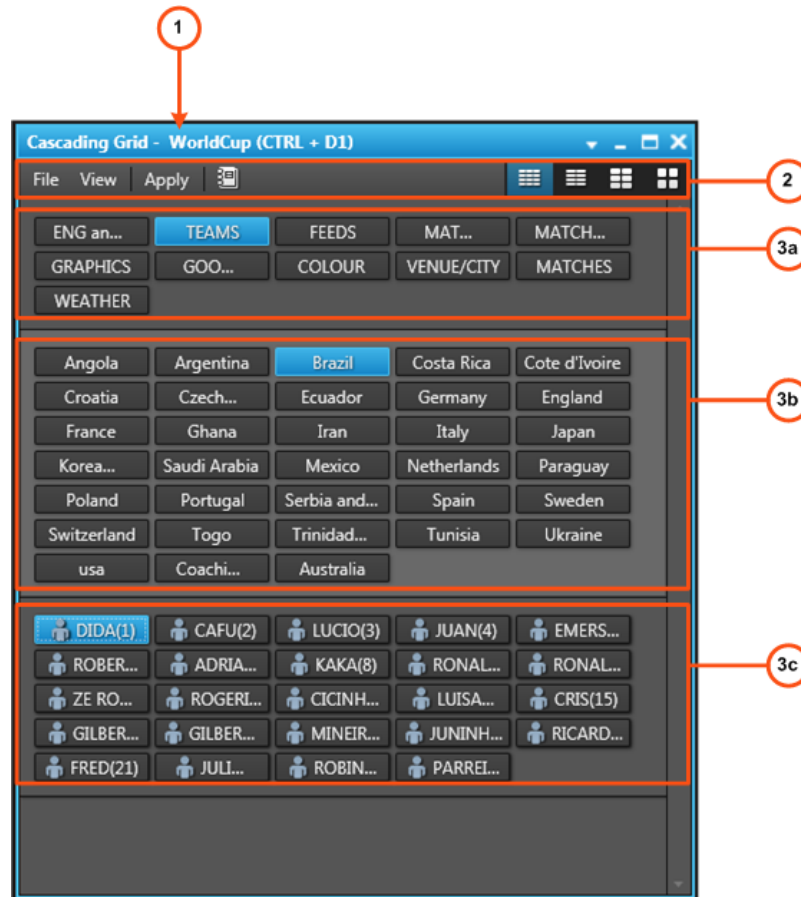 1
Cascading Grid - WorldCup (CTRL + D1)
File View Apply
2
ENG an... TEAMS FEEDS MAT... MATCH...
3a
GRAPHICS GOO... COLOUR VENUE/CITY MATCHES
WEATHER
Angola Argentina Brazil Costa Rica Cote d'Ivoire
Croatia Czech... Ecuador Germany England
3b
France Ghana Iran Italy Japan
Korea... Saudi Arabia Mexico Netherlands Paraguay
Poland Portugal Serbia and... Spain Sweden
Switzerland Togo Trinidad... Tunisia Ukraine
usa Coachi... Australia
DIDA(1) CAFU(2) LUCIO(3) JUAN(4) EMERS...
ROBER... ADRIA... KAKA(8) RONAL... RONAL...
3c
ZE RO... ROGERI... CICINH... LUISA... CRIS(15)
GILBER... GILBER... MINEIR... JUNINH... RICARD...
FRED(21) JULI... ROBIN... PARREI...